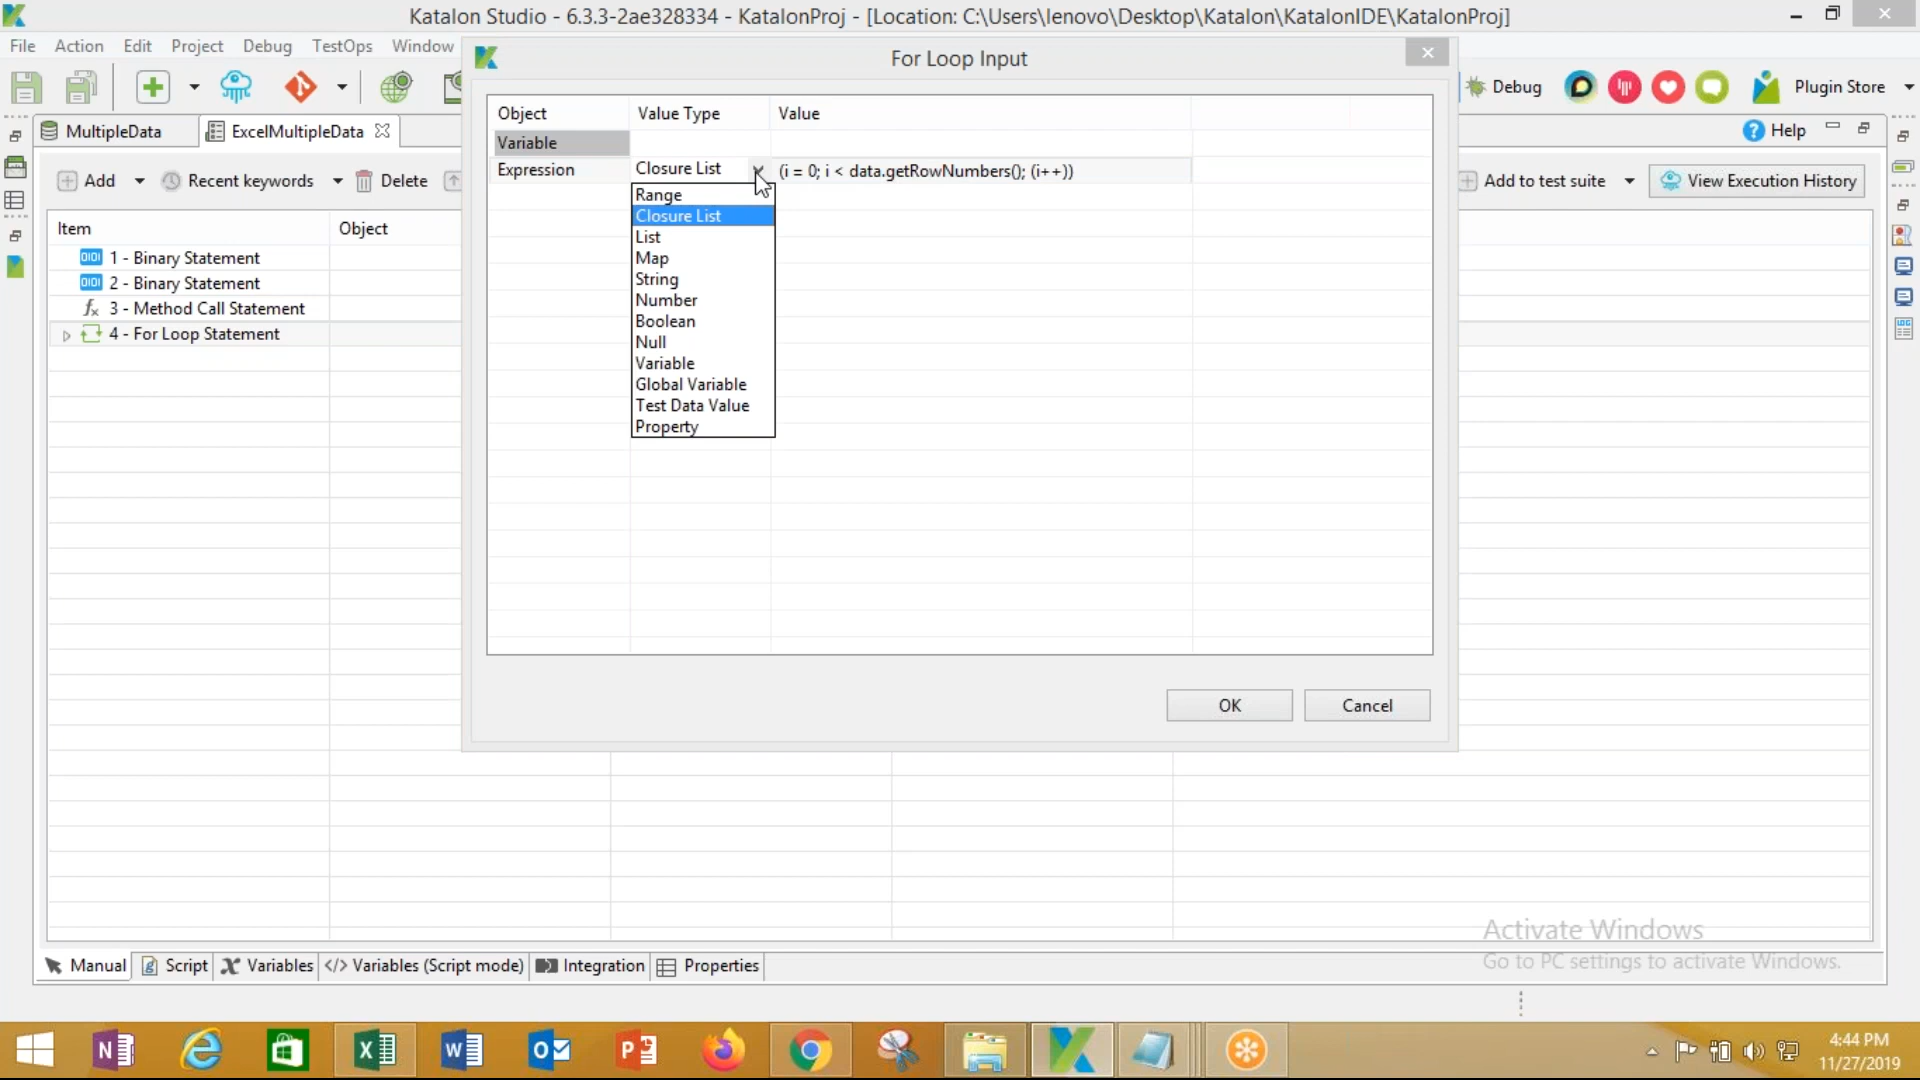 Katalon Studio - 6.3.3-2ae328334 - KatalonProj - [Location: C:\Users\lenovo\Desktop\Katalon\KatalonIDE\KatalonProj]
File Action Edit Project Debug TestOps Window
For Loop Input
Debug
Plugin Store
MultipleData
ExcelMultipleData
Help
Add
Recent keywords
Delete
Add to test suite
View Execution History
Object Value Type Value
Variable
Expression Closure List (i = 0; i < data.getRowNumbers(); (i++))
Range
Closure List
List
Map
String
Number
Boolean
Null
Variable
Global Variable
Test Data Value
Property
Item Object
1 - Binary Statement
2 - Binary Statement
3 - Method Call Statement
4 - For Loop Statement
OK Cancel
Activate Windows
Go to PC settings to activate Windows.
Manual Script Variables </> Variables (Script mode) Integration Properties
4:44 PM
11/27/2019